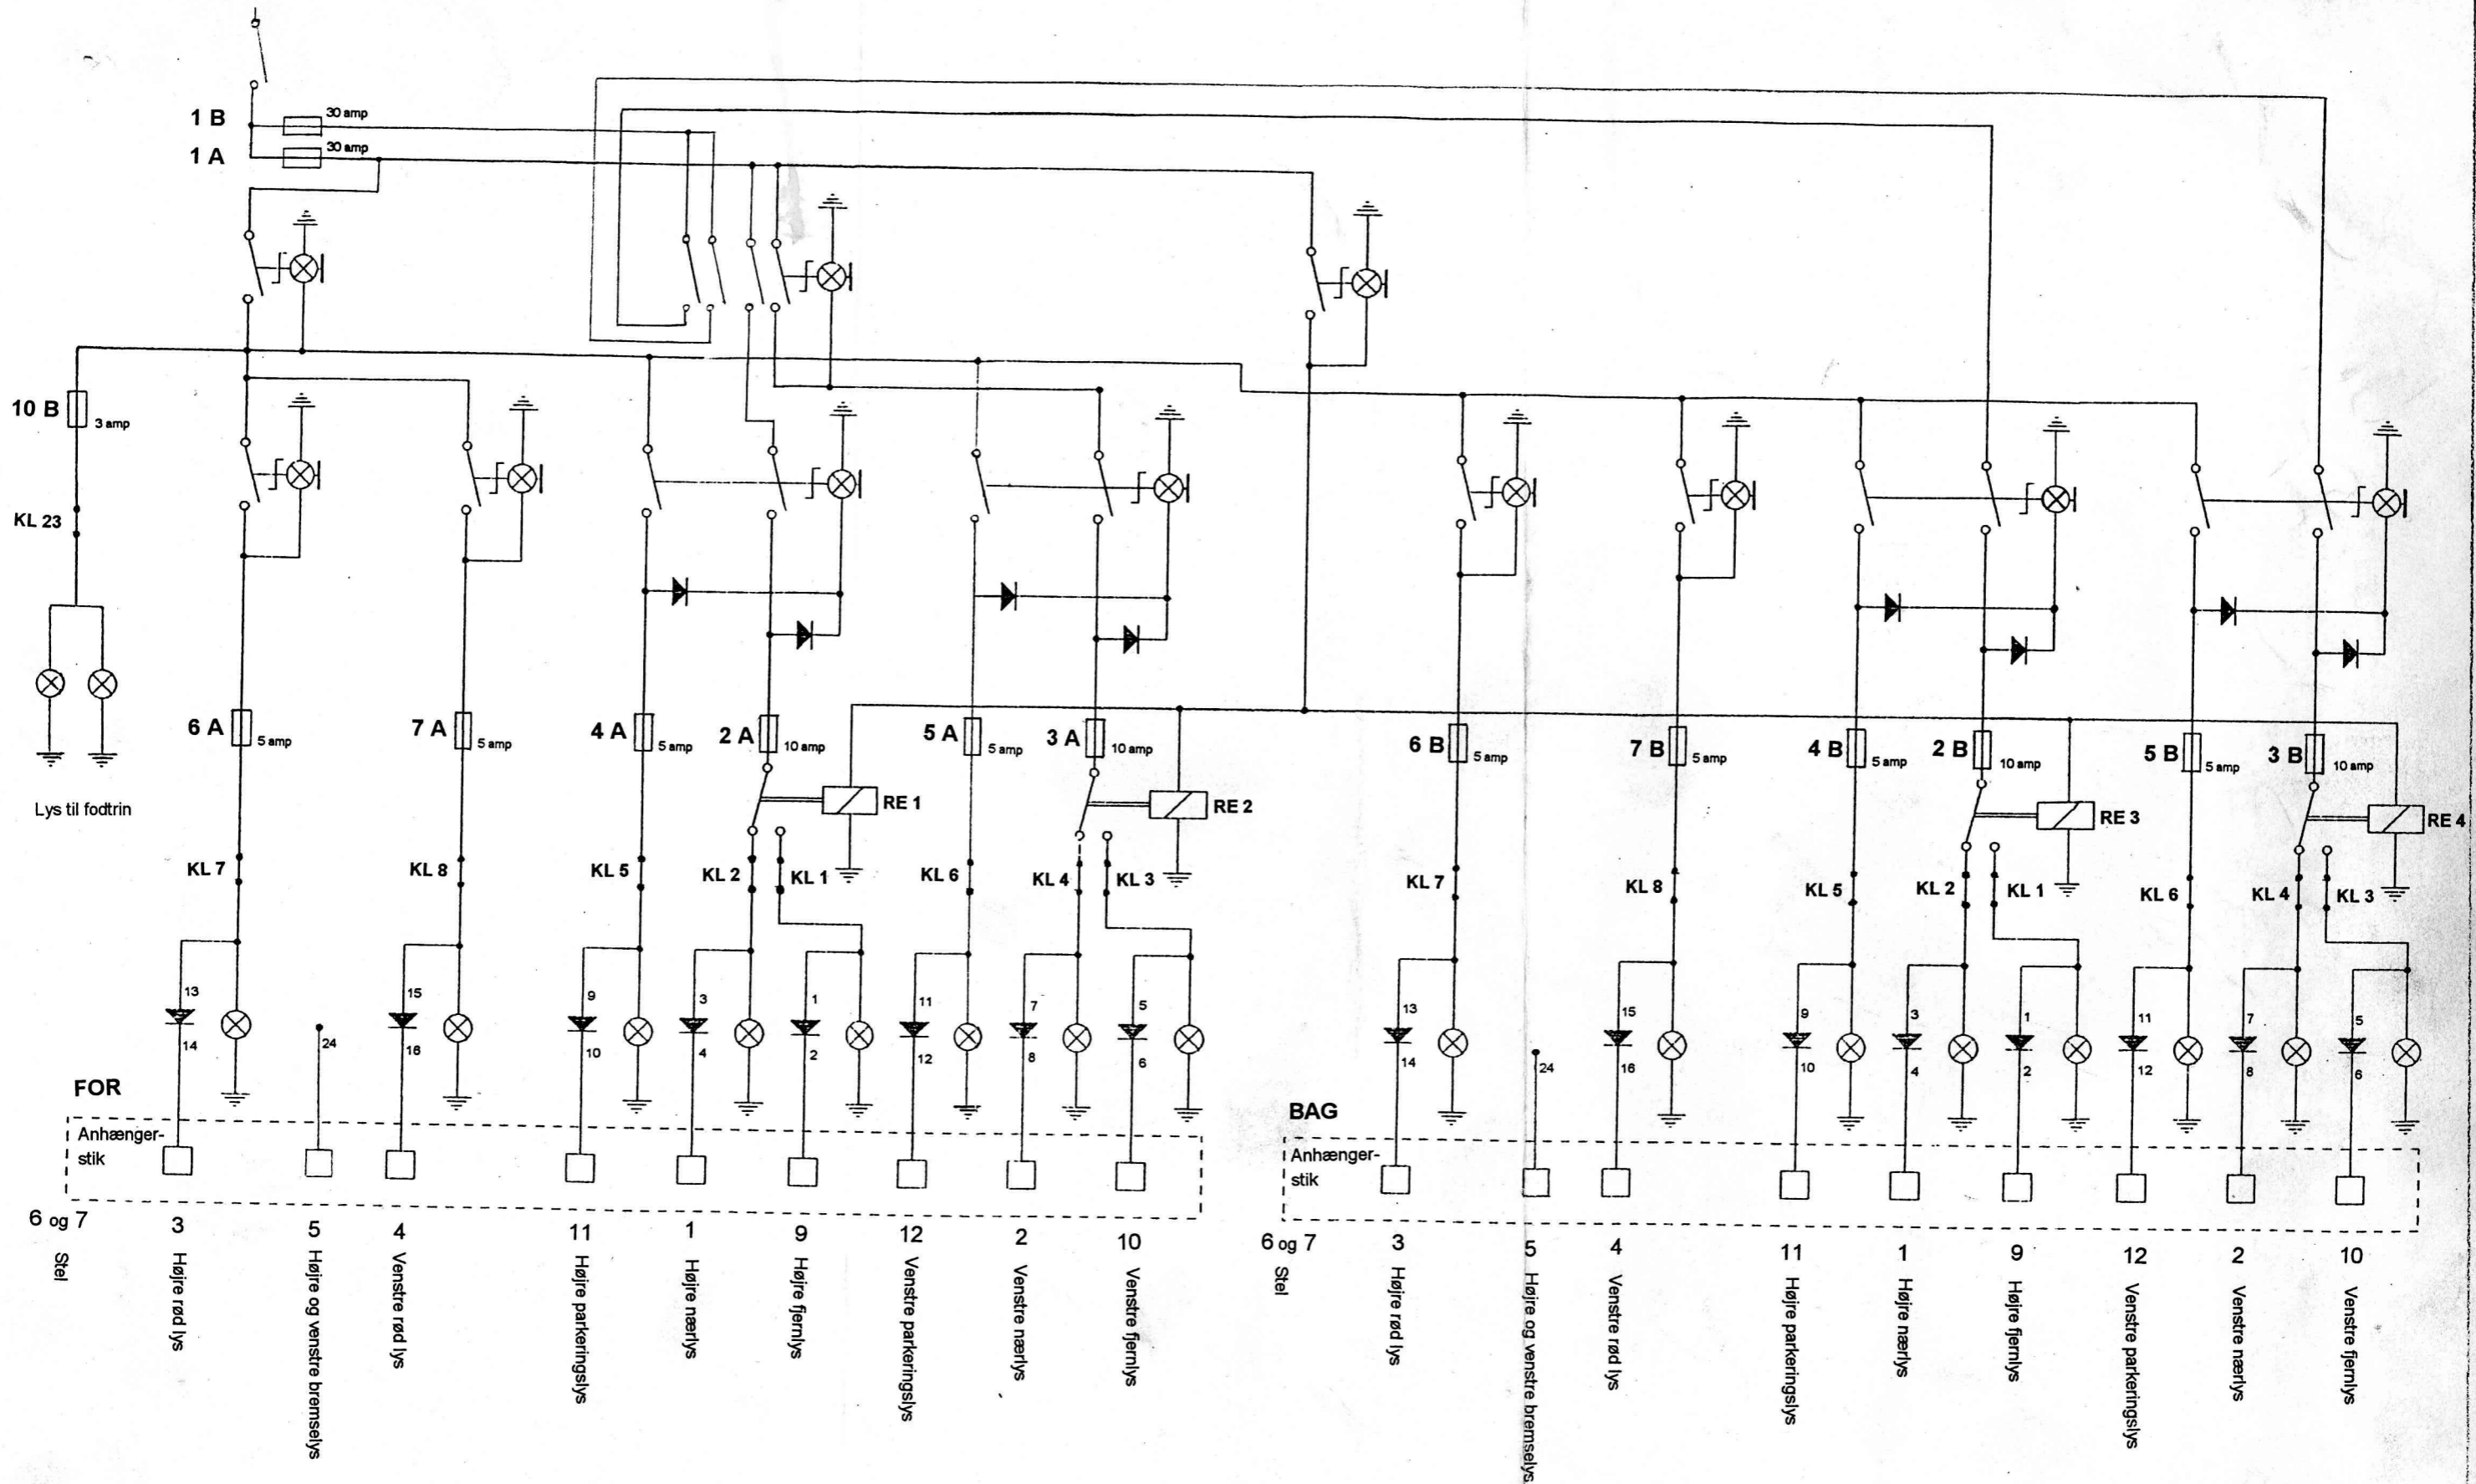 1 B
30 amp
1 A
30 amp
10 B
3 amp
KL 23
Lys til fodtrin
6 A
5 amp
7 A
5 amp
4 A
5 amp
2 A
10 amp
5 A
5 amp
3 A
10 amp
6 B
5 amp
7 B
5 amp
4 B
5 amp
2 B
10 amp
5 B
5 amp
3 B
10 amp
RE 1
RE 2
RE 3
RE 4
KL 7
KL 8
KL 5
KL 2
KL 1
KL 6
KL 4
KL 3
KL 7
KL 8
KL 5
KL 2
KL 1
KL 6
KL 4
KL 3
13
14
24
15
16
9
10
3
4
1
2
11
12
7
8
5
6
13
14
24
15
16
9
10
3
4
1
2
11
12
7
8
5
6
FOR
Anhænger-
stik
6 og 7
Stel
3
Højre rød lys
5
Højre og venstre bremselys
4
Venstre rød lys
11
Højre parkeringslys
1
Højre nærlys
9
Højre fjernlys
12
Venstre parkeringslys
2
Venstre nærlys
10
Venstre fjernlys
BAG
Anhænger-
stik
6 og 7
Stel
3
Højre rød lys
5
Højre og venstre bremselys
4
Venstre rød lys
11
Højre parkeringslys
1
Højre nærlys
9
Højre fjernlys
12
Venstre parkeringslys
2
Venstre nærlys
10
Venstre fjernlys